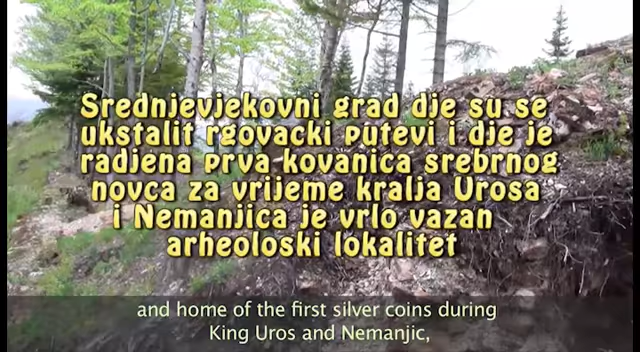 Srednjevjekovni grad dje su se
ukstalit rgovacki putevi i dje je
radjena prva kovanica srebrnog
novca za vrijeme kralja Urosa
i Nemanjica je vrlo vazan
arheoloski lokalitet
and home of the first silver coins during
King Uros and Nemanjic,